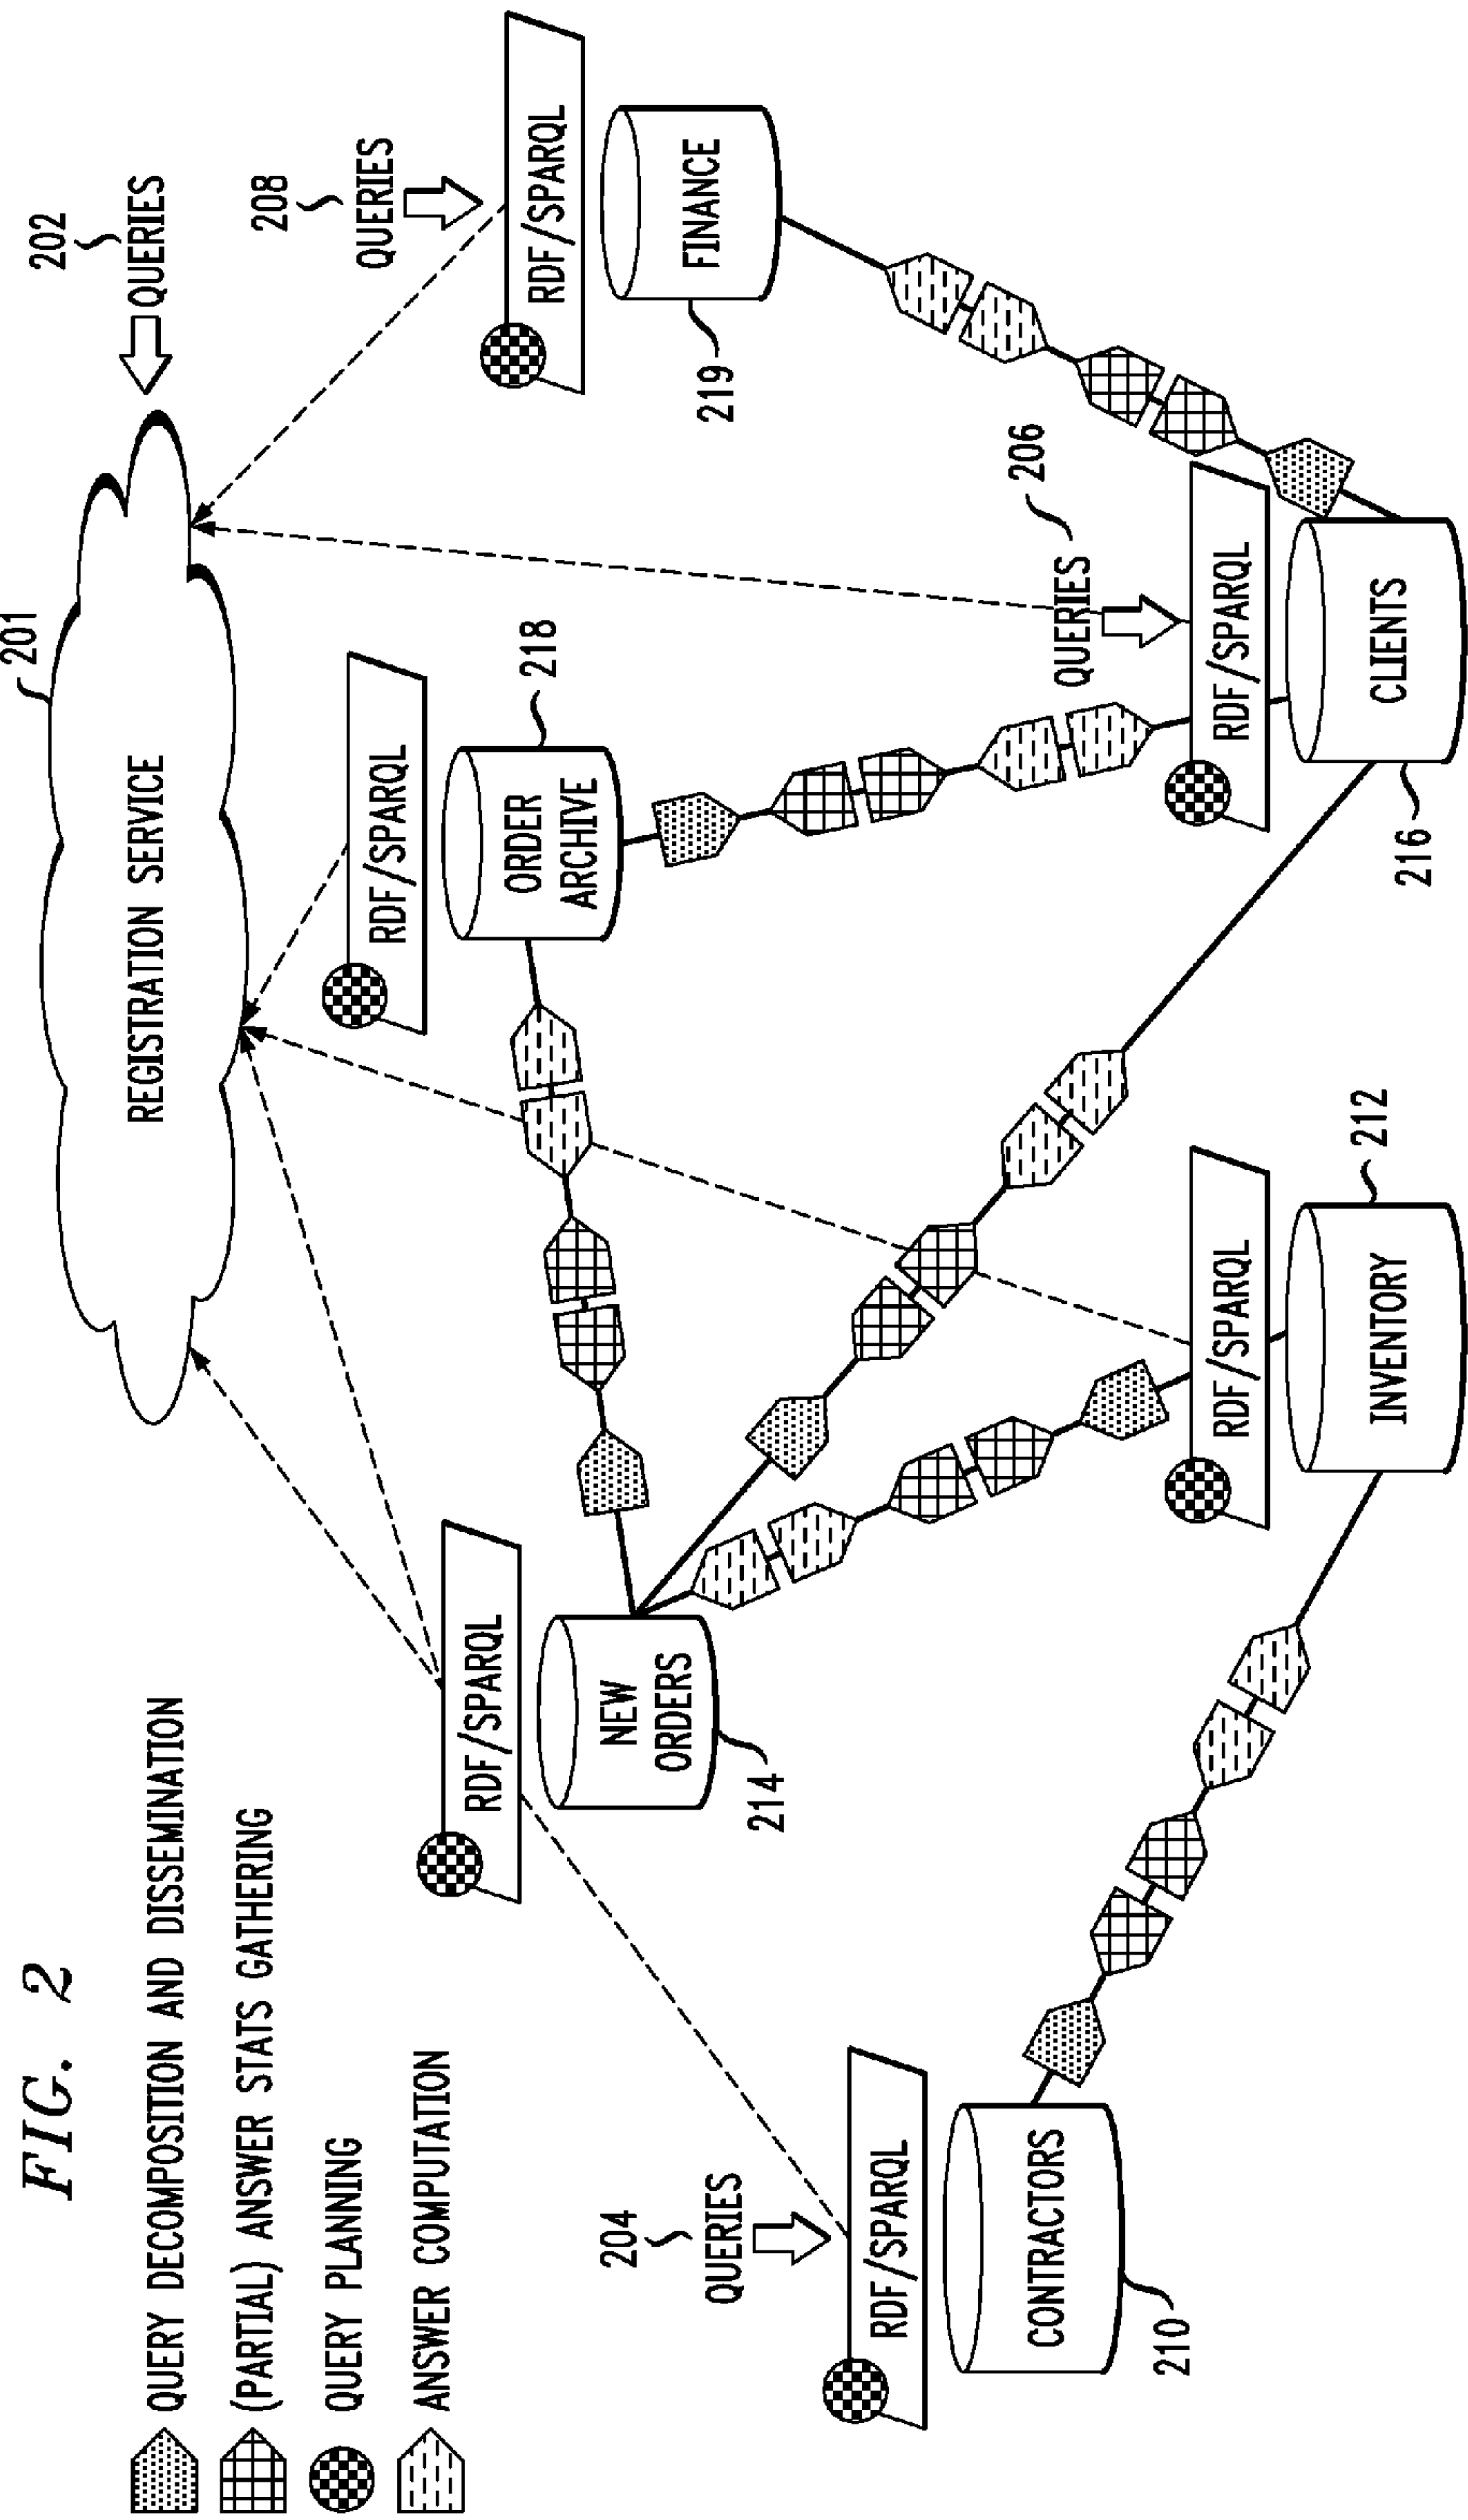 FIG. 2
QUERY DECOMPOSITION AND DISSEMINATION
(PARTIAL) ANSWER STATS GATHERING
QUERY PLANNING
ANSWER COMPUTATION
201
REGISTRATION SERVICE
202
QUERIES
204
QUERIES
RDF/SPARQL
CONTRACTORS
210
RDF/SPARQL
NEW
ORDERS
214
RDF/SPARQL
ORDER
ARCHIVE
218
208
QUERIES
RDF/SPARQL
FINANCE
219
RDF/SPARQL
INVENTORY
212
206
QUERIES
RDF/SPARQL
CLIENTS
216